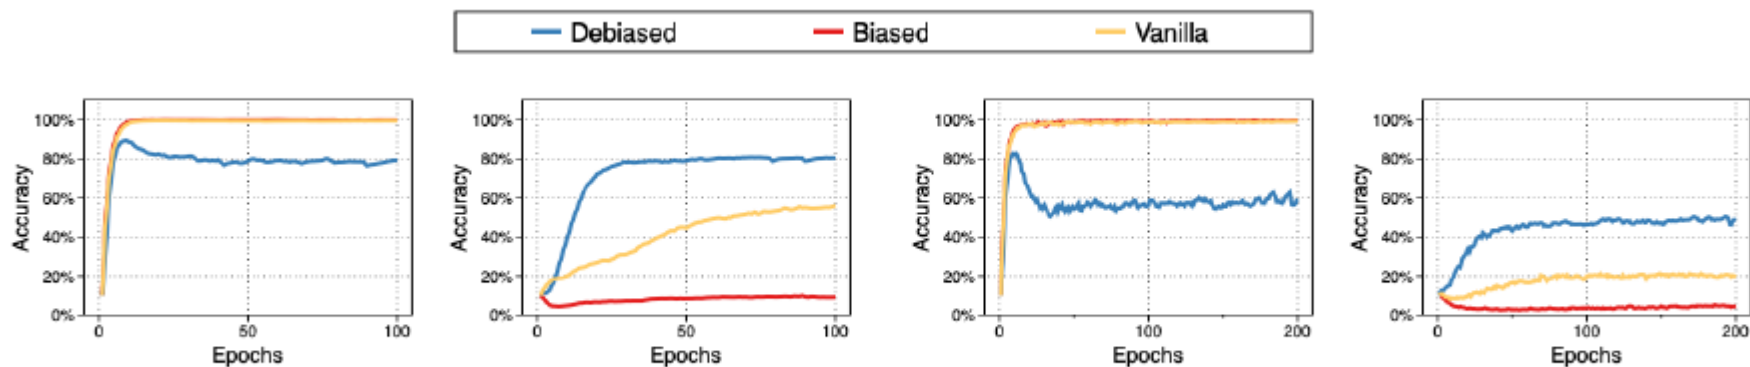 Debiased Biased Vanilla
100% 100% 100% 100%
80% 80% 80% 80%
60% 60% 60% 60%
40% 40% 40% 40%
20% 20% 20% 20%
0% 0% 0% 0%
Accuracy Accuracy Accuracy Accuracy
0 50 100 0 50 100 0 100 200 0 100 200
Epochs Epochs Epochs Epochs